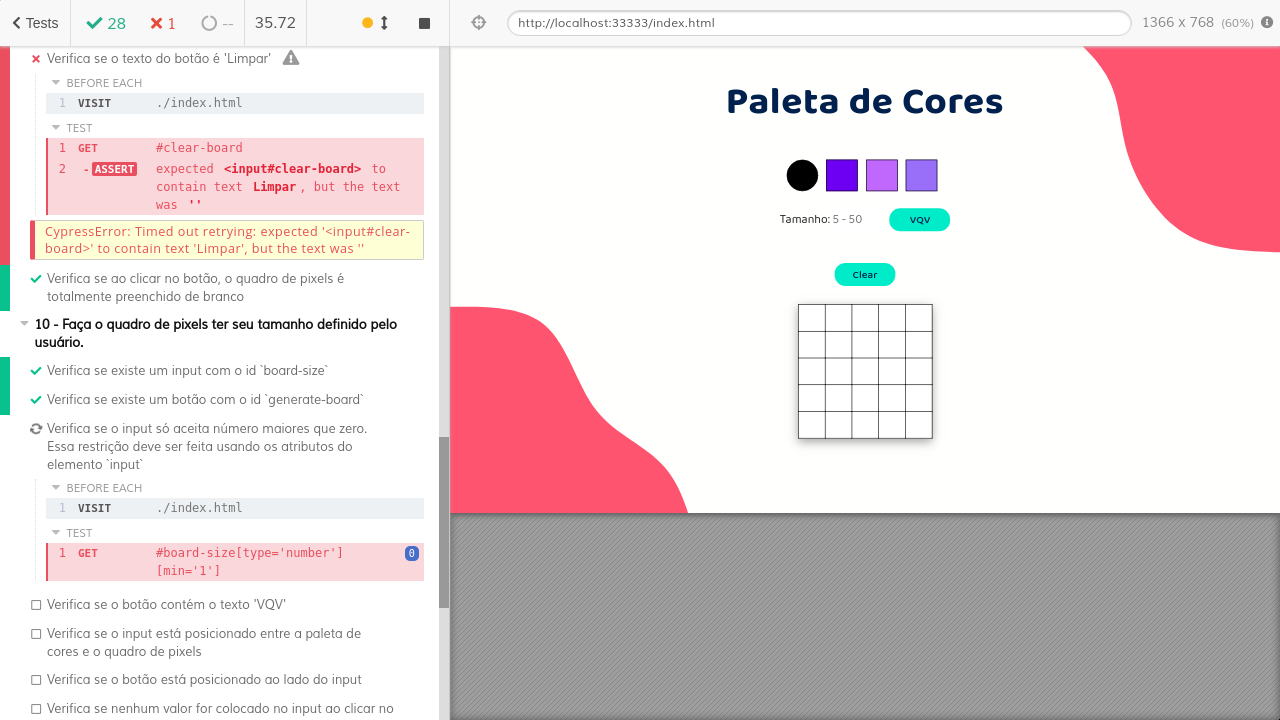 Tests
28
1
--
35.72
Verifica se o texto do botão é 'Limpar'
BEFORE EACH
1 VISIT ./index.html
TEST
1 GET #clear-board
2 -ASSERT expected <input#clear-board> to
contain text Limpar, but the text
was ''
CypressError: Timed out retrying: expected '<input#clear-
board>' to contain text 'Limpar', but the text was ''
Verifica se ao clicar no botão, o quadro de pixels é
totalmente preenchido de branco
10 - Faça o quadro de pixels ter seu tamanho definido pelo
usuário.
Verifica se existe um input com o id `board-size`
Verifica se existe um botão com o id `generate-board`
Verifica se o input só aceita número maiores que zero.
Essa restrição deve ser feita usando os atributos do
elemento `input`
BEFORE EACH
1 VISIT ./index.html
TEST
1 GET #board-size[type='number'] 0
[min='1']
Verifica se o botão contém o texto 'VQV'
Verifica se o input está posicionado entre a paleta de
cores e o quadro de pixels
Verifica se o botão está posicionado ao lado do input
Verifica se nenhum valor for colocado no input ao clicar no
http://localhost:33333/index.html
1366 x 768 (60%)
Paleta de Cores
Tamanho: 5 - 50
VQV
Clear